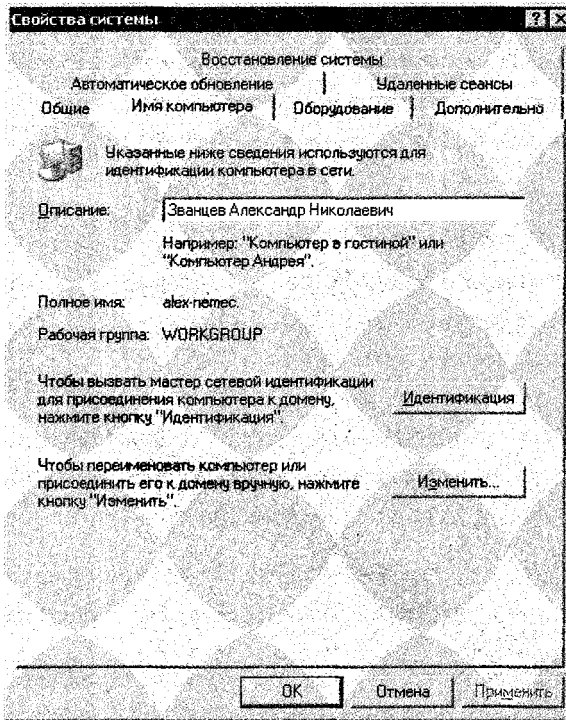 Свойства системы
Восстановление системы
Автоматическое обновление
Удаленные сеансы
Общие
Имя компьютера
Оборудование
Дополнительно
Указанные ниже сведения используются для
идентификации компьютера в сети.
Описание:
Званцев Александр Николаевич
Например: "Компьютер в гостиной" или
"Компьютер Андрея".
Полное имя:
alex-nemec.
Рабочая группа:
WORKGROUP
Чтобы вызвать мастер сетевой идентификации
для присоединения компьютера к домену,
нажмите кнопку "Идентификация".
Идентификация
Чтобы переименовать компьютер или
присоединить его к домену вручную, нажмите
кнопку "Изменить".
Изменить...
OK
Отмена
Применить